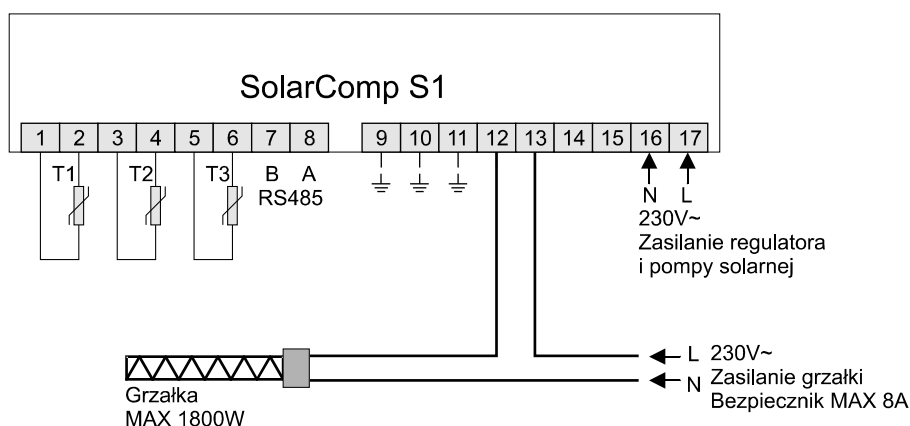 SolarComp S1
1 2 3 4 5 6 7 8 9 10 11 12 13 14 15 16 17
T1 T2 T3 B A
RS485
N L
230V~
Zasilanie regulatora
i pompy solarnej
Grzałka
MAX 1800W
L 230V~
N Zasilanie grzałki
Bezpiecznik MAX 8A